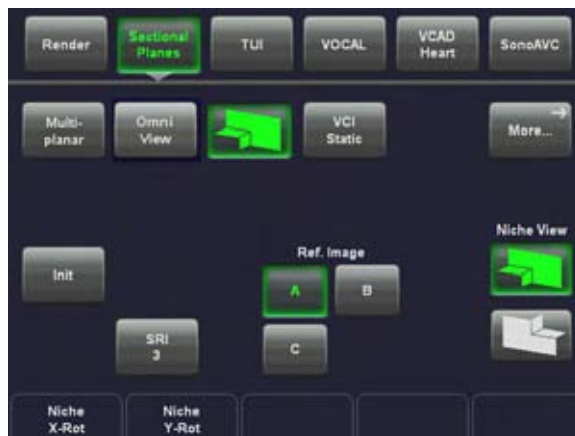 Render
Sectional
Planes
TUI
VOCAL
VCAD
Heart
SonoAVC
Multi-
planar
Omni
View
VCI
Static
More...
Niche View
Init
Ref. Image
A
B
SRI
3
C
Niche
X-Rot
Niche
Y-Rot